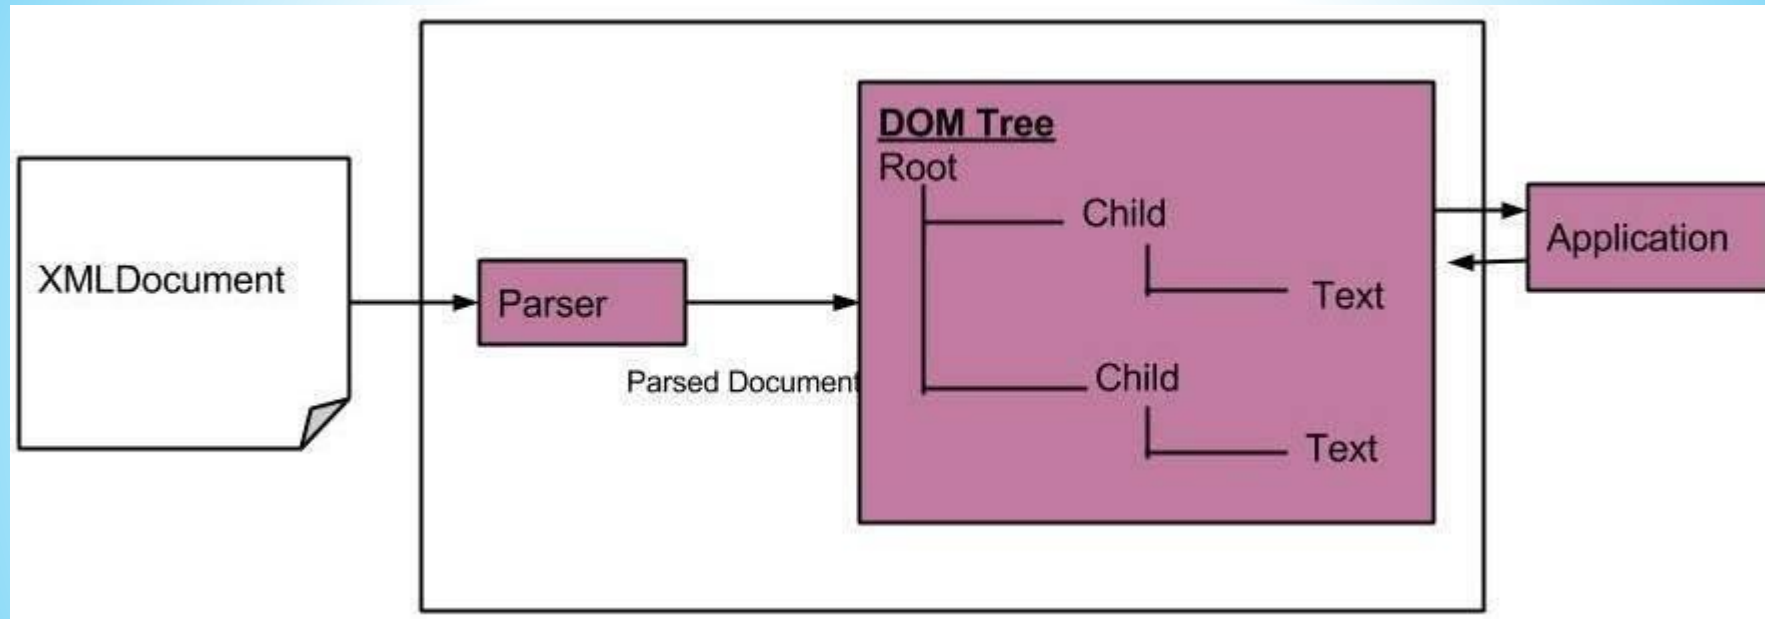 XMLDocument
Parser
Parsed Document
DOM Tree
Root
Child
Text
Child
Text
Application